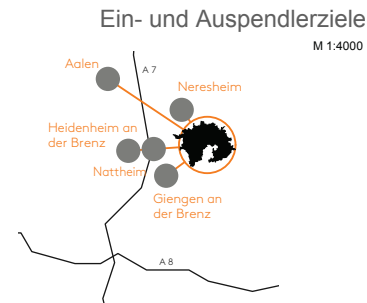 Ein- und Auspendlerziele
M 1:4000
Aalen
A 7
Neresheim
Heidenheim an
der Brenz
Nattheim
Giengen an
der Brenz
A 8